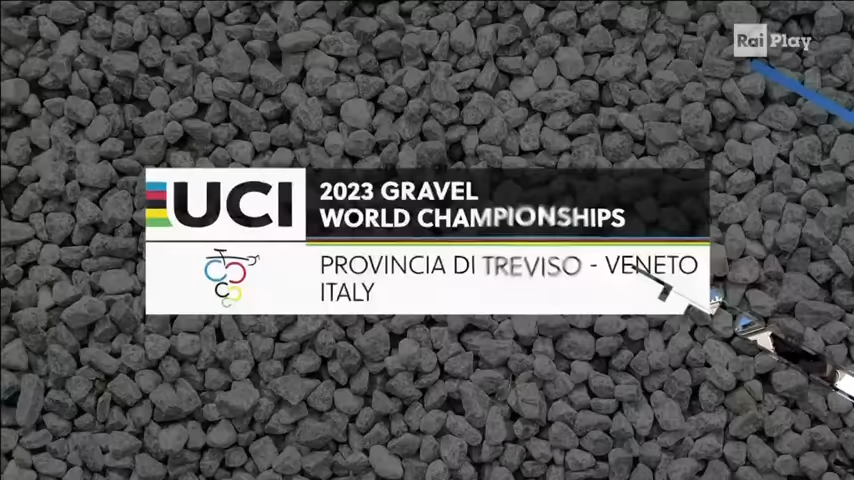 Rai Play
UCI
2023 GRAVEL
WORLD CHAMPIONSHIPS
PROVINCIA DI TREVISO - VENETO
ITALY